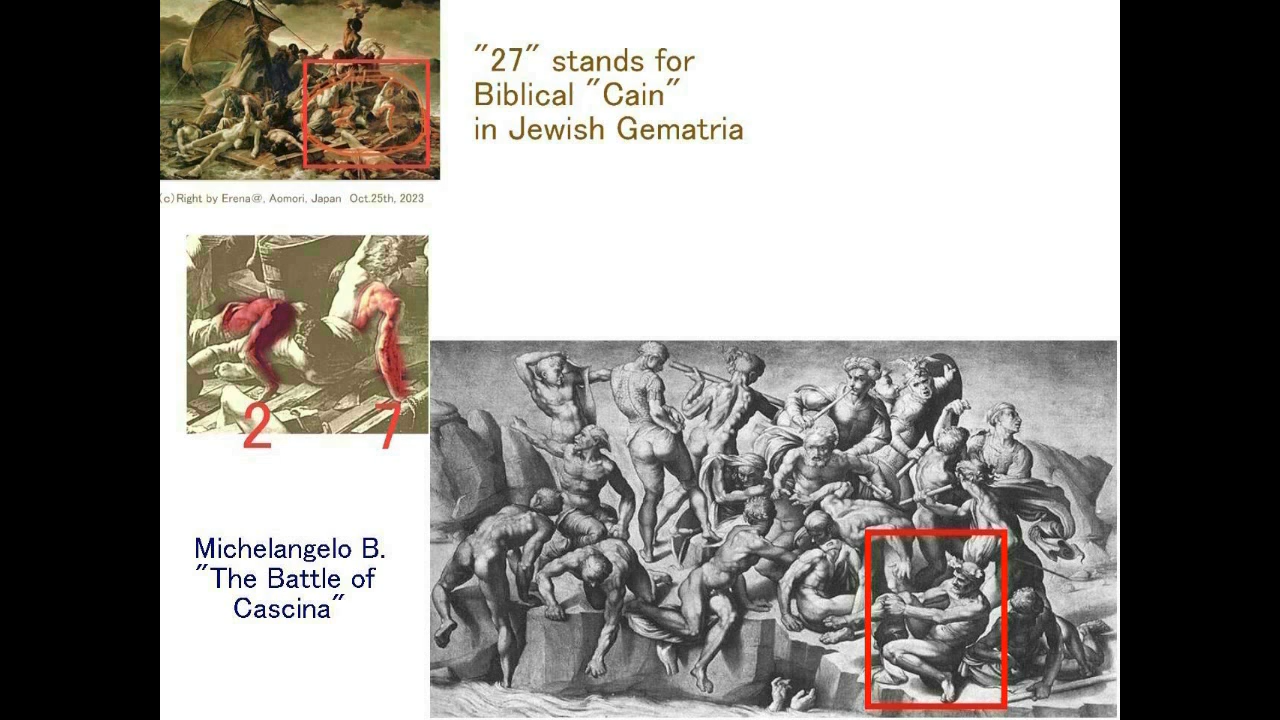 "27" stands for
Biblical "Cain"
in Jewish Gematria
(c)Right by Erena@, Aomori, Japan Oct.25th, 2023
2 7
Michelangelo B.
"The Battle of
Cascina"